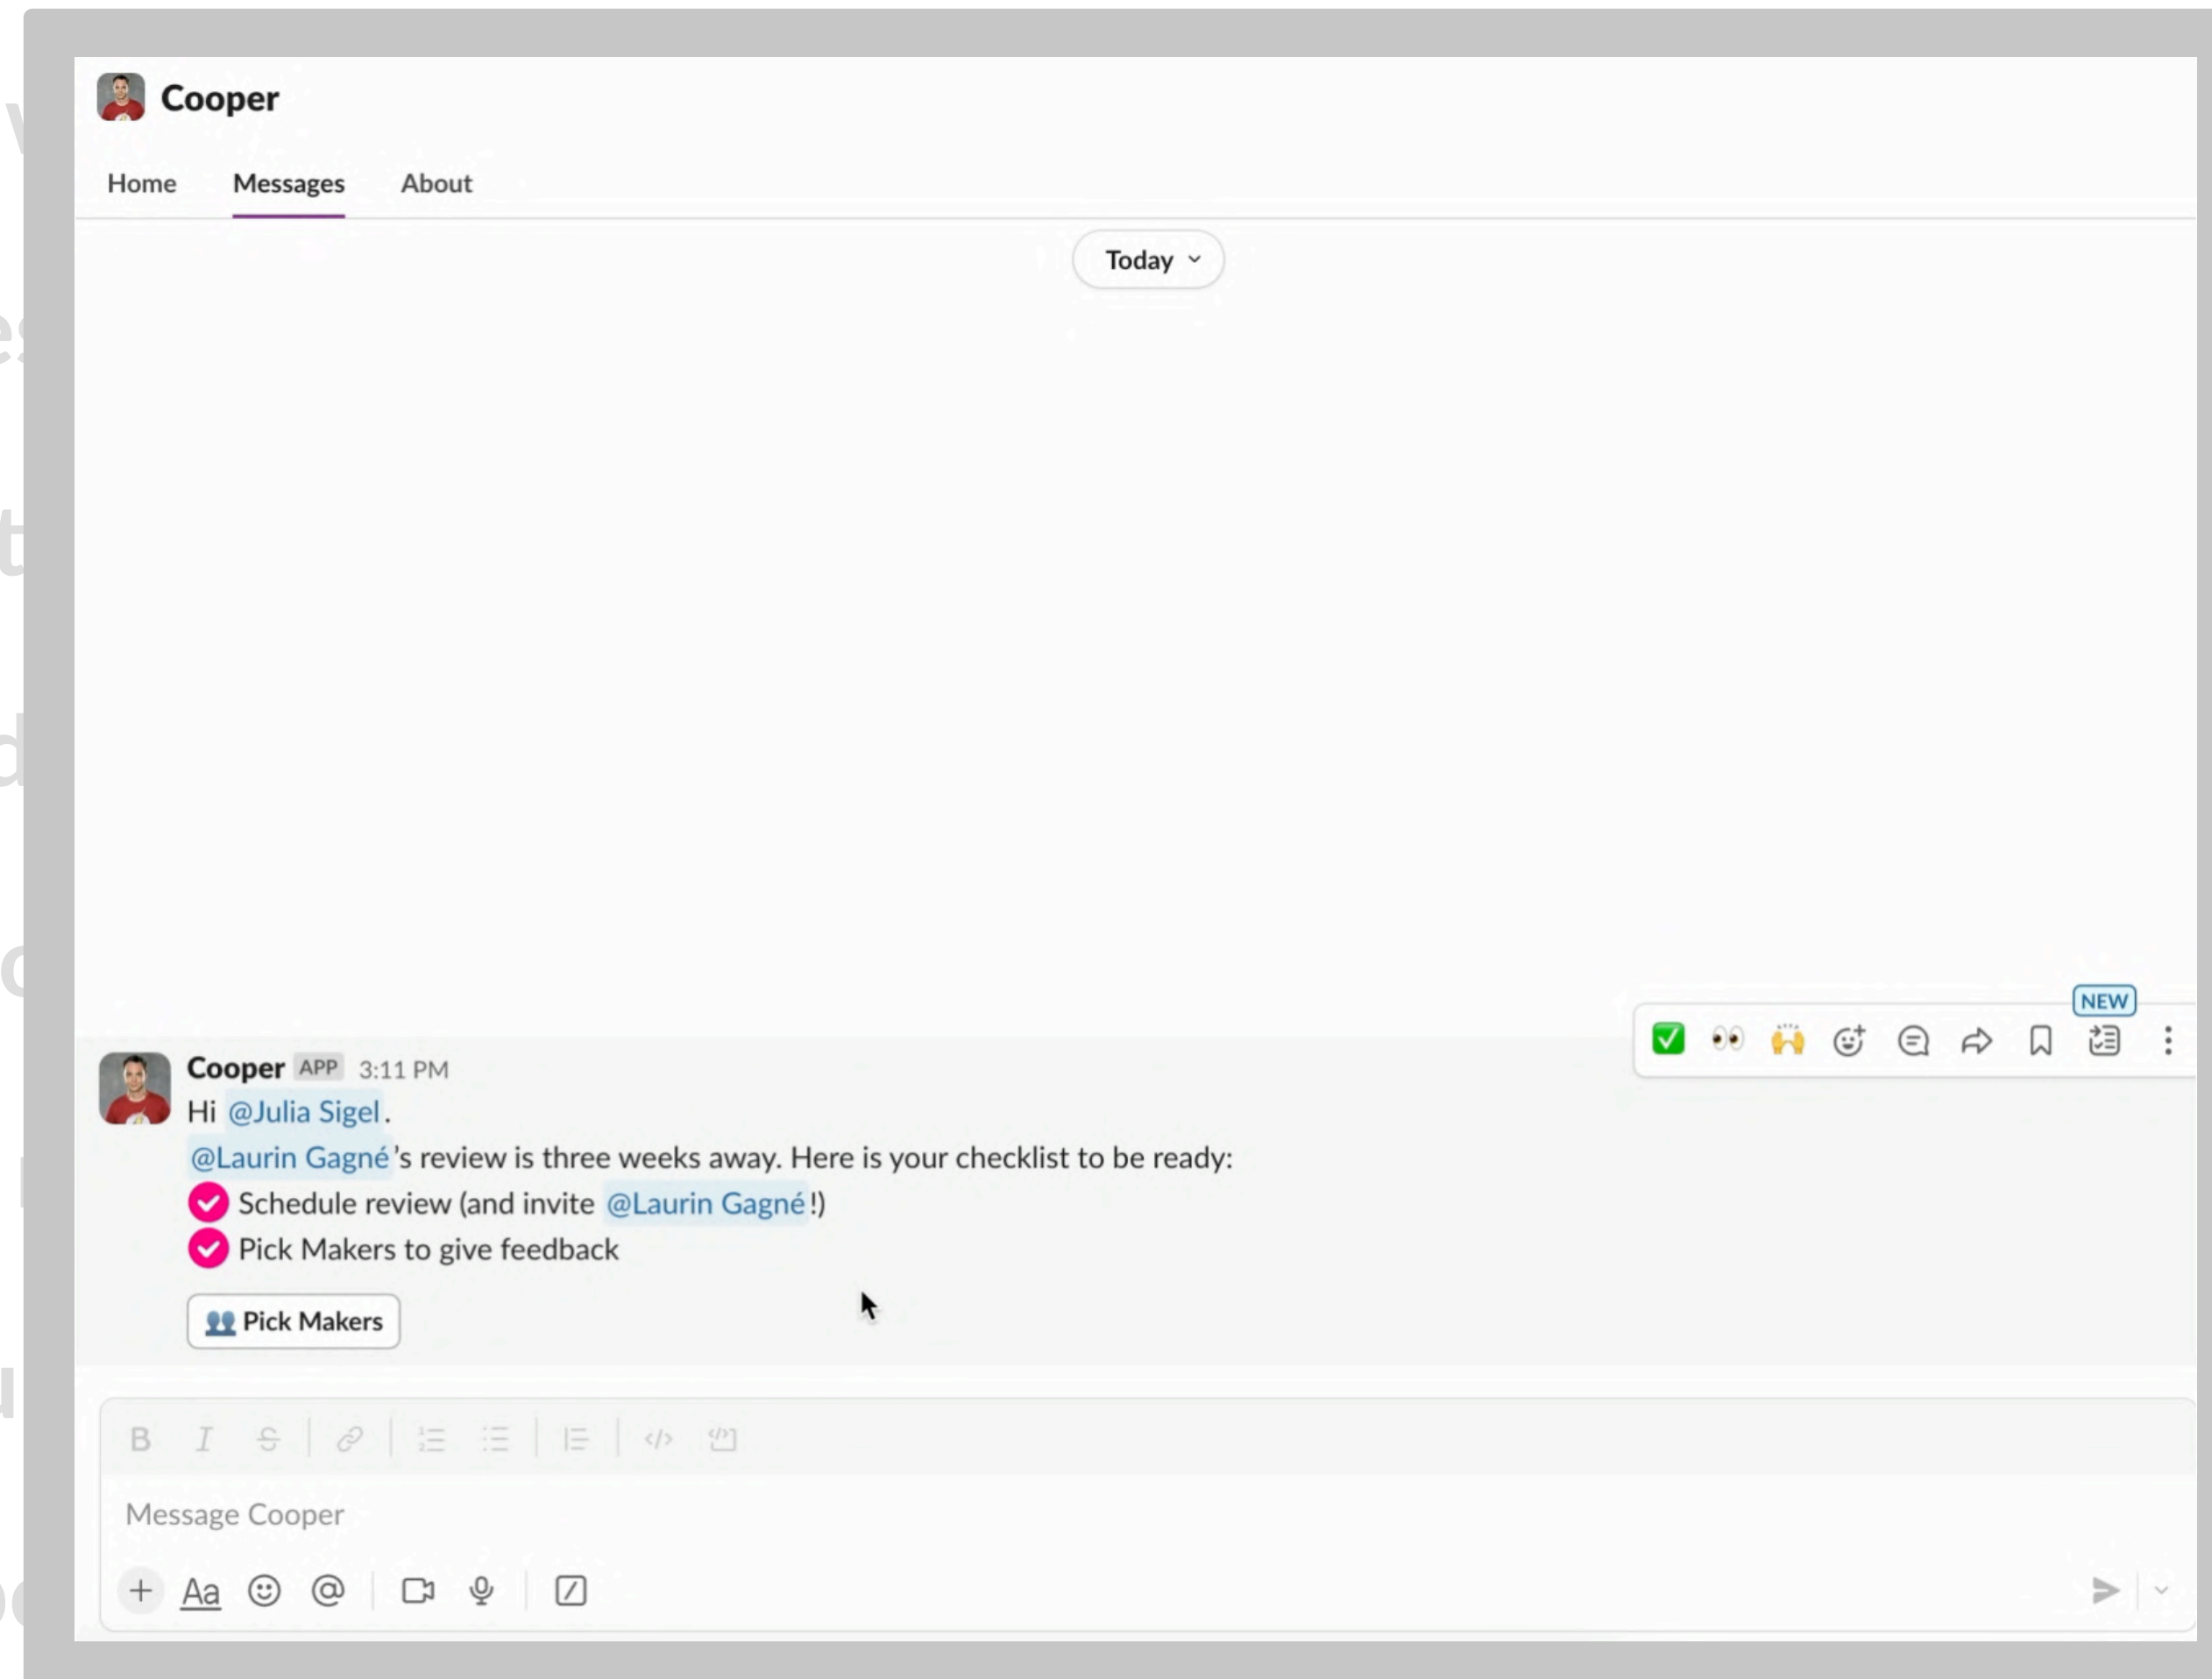 Cooper
Home Messages About
Today
NEW
Cooper APP 3:11 PM
Hi @Julia Sigel.
@Laurin Gagné's review is three weeks away. Here is your checklist to be ready:
Schedule review (and invite @Laurin Gagné!)
Pick Makers to give feedback
Pick Makers
B I S
Message Cooper
Aa